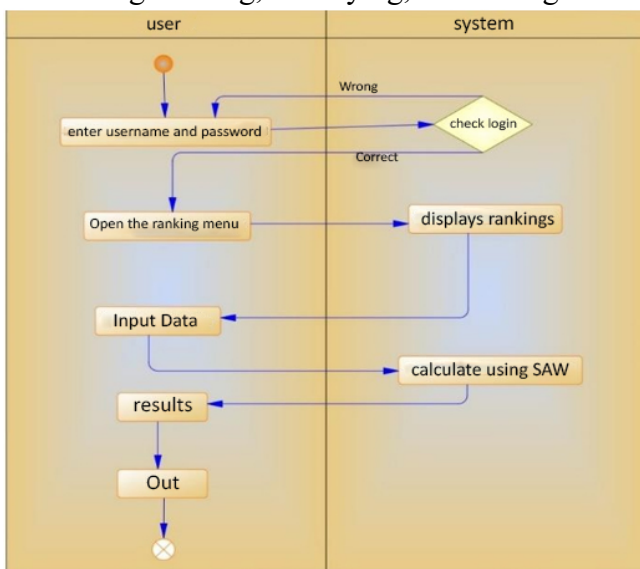 user
system
Wrong
enter username and password
check login
Correct
Open the ranking menu
displays rankings
Input Data
calculate using SAW
results
Out